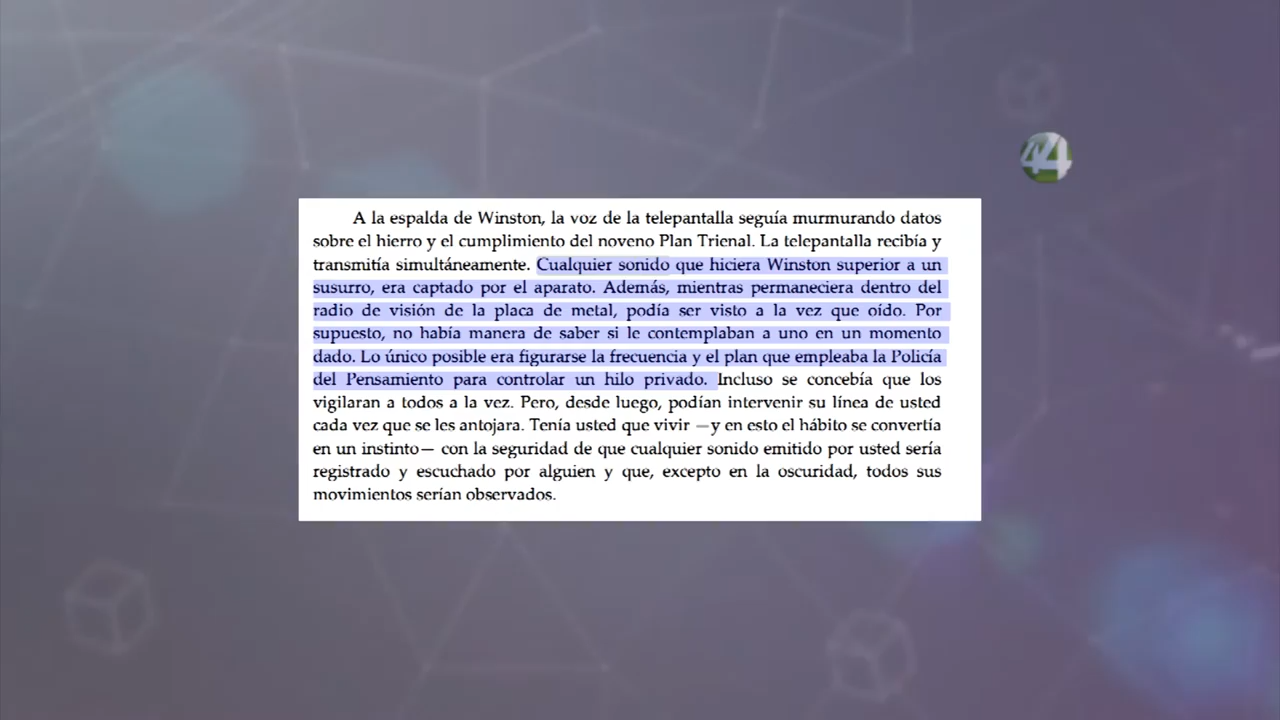 44
A la espalda de Winston, la voz de la telepantalla seguía murmurando datos
sobre el hierro y el cumplimiento del noveno Plan Trienal. La telepantalla recibía y
transmitía simultáneamente. Cualquier sonido que hiciera Winston superior a un
susurro, era captado por el aparato. Además, mientras permaneciera dentro del
radio de visión de la placa de metal, podía ser visto a la vez que oído. Por
supuesto, no había manera de saber si le contemplaban a uno en un momento
dado. Lo único posible era figurarse la frecuencia y el plan que empleaba la Policía
del Pensamiento para controlar un hilo privado. Incluso se concebía que los
vigilaran a todos a la vez. Pero, desde luego, podían intervenir su línea de usted
cada vez que se les antojara. Tenía usted que vivir —y en esto el hábito se convertía
en un instinto— con la seguridad de que cualquier sonido emitido por usted sería
registrado y escuchado por alguien y que, excepto en la oscuridad, todos sus
movimientos serían observados.